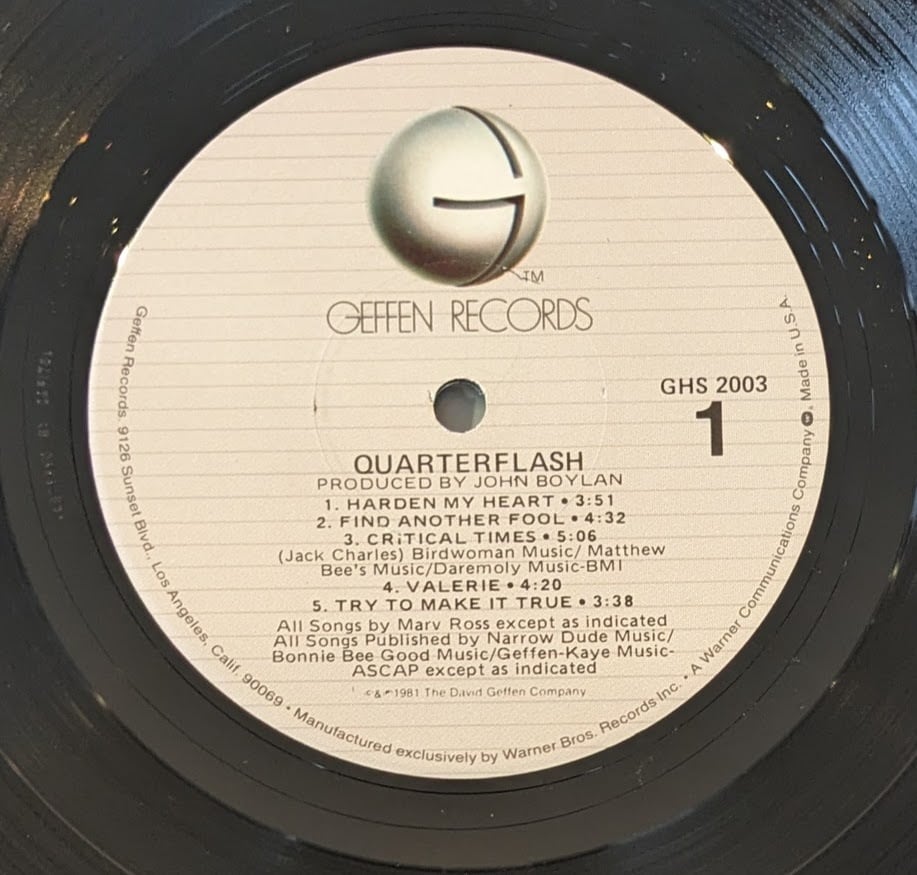 TM
GEFFEN RECORDS
GHS 2003
1
QUARTERFLASH
PRODUCED BY JOHN BOYLAN
1. HARDEN MY HEART • 3:51
2. FIND ANOTHER FOOL • 4:32
3. CRiTICAL TIMES • 5:06
(Jack Charles) Birdwoman Music/ Matthew
Bee's Music/Daremoly Music-BMI
4. VALERIE • 4:20
5. TRY TO MAKE IT TRUE • 3:38
All Songs by Marv Ross except as indicated
All Songs Published by Narrow Dude Music/
Bonnie Bee Good Music/Geffen-Kaye Music-
ASCAP except as indicated
© & ℗ 1981 The David Geffen Company
Geffen Records, 9126 Sunset Blvd., Los Angeles, Calif. 90069 • Manufactured exclusively by Warner Bros. Records Inc. • A Warner Communications Company. Made in U.S.A.